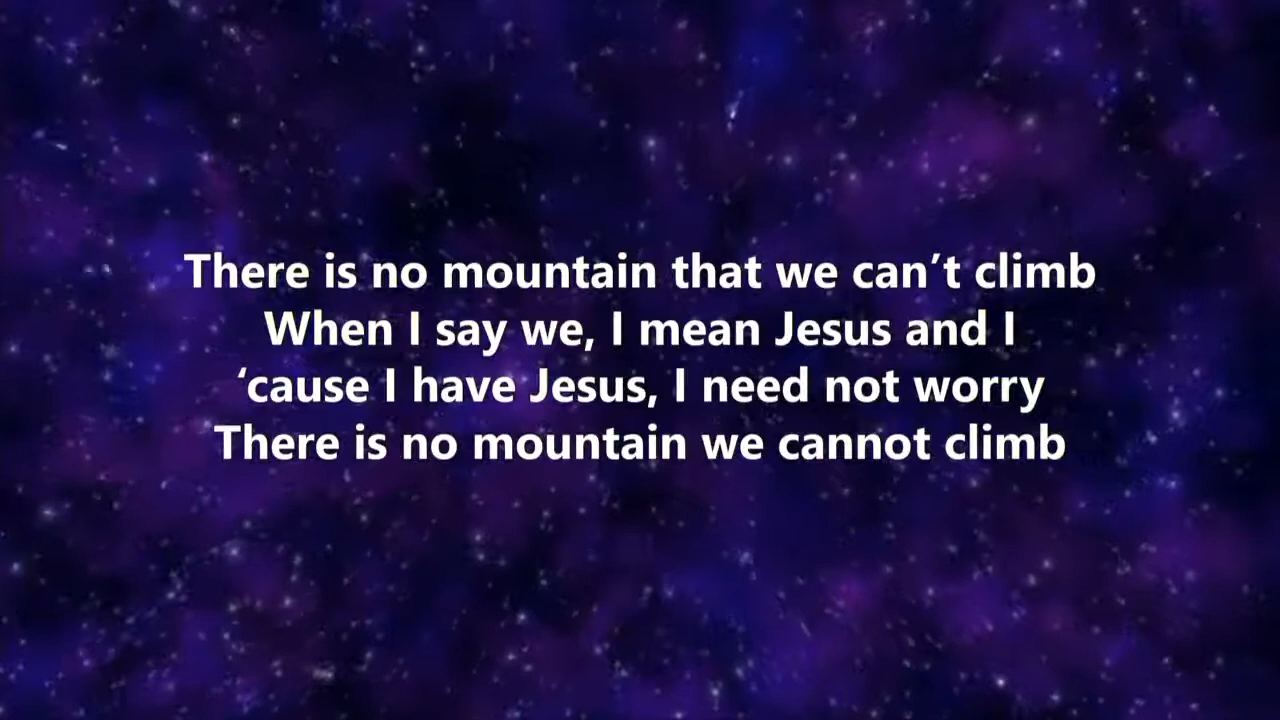 There is no mountain that we can’t climb
When I say we, I mean Jesus and I
‘cause I have Jesus, I need not worry
There is no mountain we cannot climb